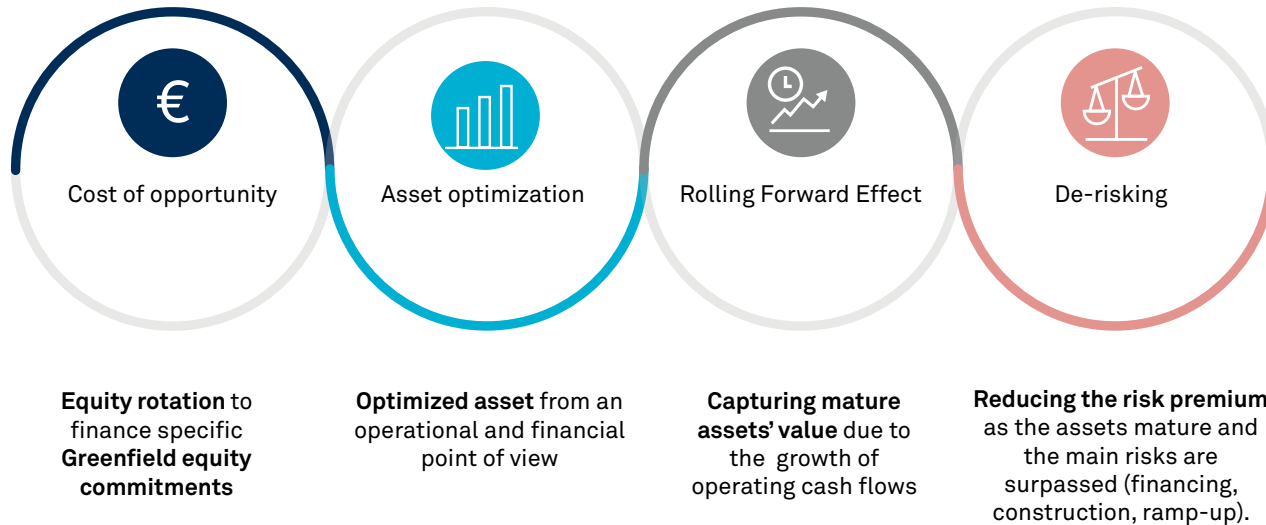 €
Cost of opportunity
Asset optimization
Rolling Forward Effect
De-risking
Equity rotation to
finance specific
Greenfield equity
commitments
Optimized asset from an
operational and financial
point of view
Capturing mature
assets’ value due to
the growth of
operating cash flows
Reducing the risk premium
as the assets mature and
the main risks are
surpassed (financing,
construction, ramp-up).